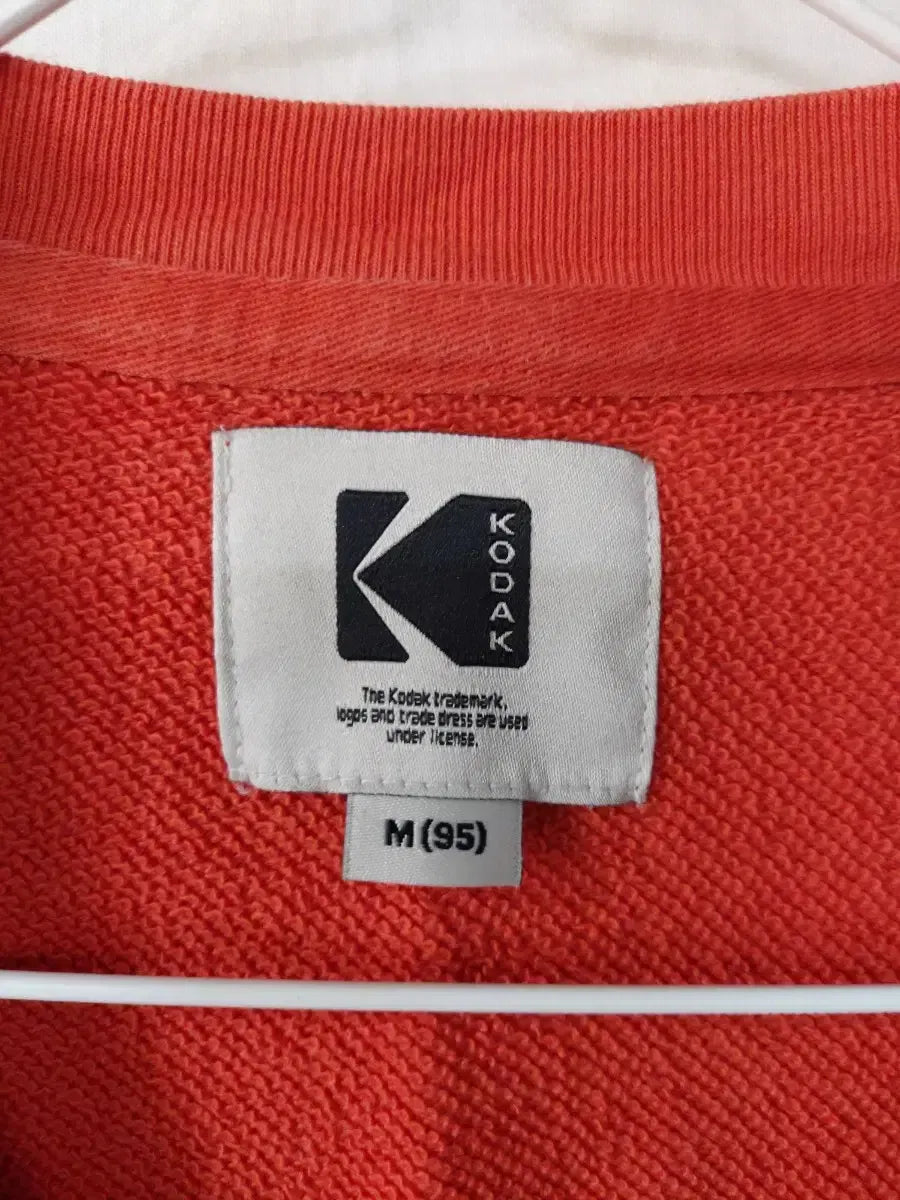 KODAK
The Kodak trademark,
logos and trade dress are used
under license.
M (95)